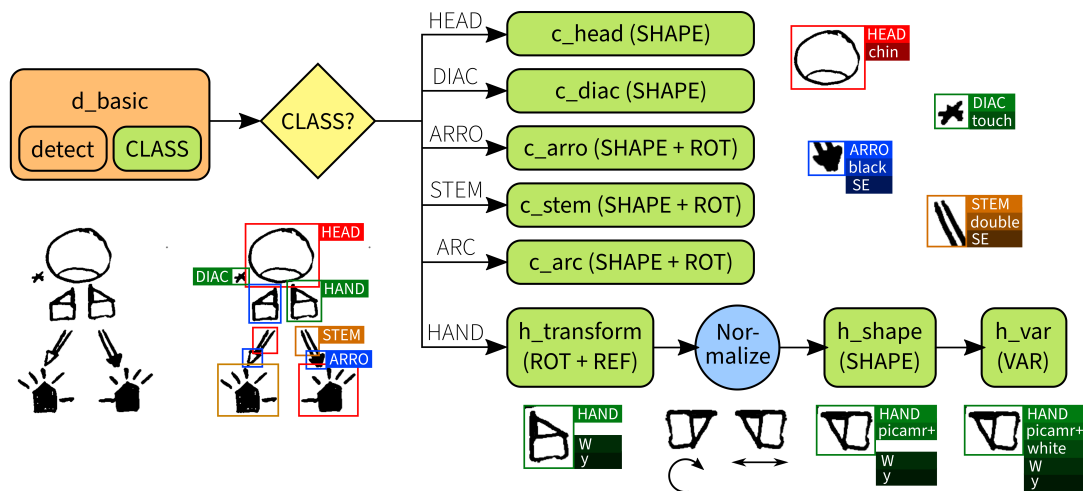 d_basic
detect
CLASS
CLASS?
HEAD
c_head (SHAPE)
DIAC
c_diac (SHAPE)
ARRO
c_arro (SHAPE + ROT)
STEM
c_stem (SHAPE + ROT)
ARC
c_arc (SHAPE + ROT)
HAND
h_transform
(ROT + REF)
Nor-
malize
h_shape
(SHAPE)
h_var
(VAR)
HEAD
chin
DIAC
touch
ARRO
black
SE
STEM
double
SE
HEAD
DIAC
HAND
STEM
ARRO
HAND
W
y
HAND
picamr+
W
y
HAND
picamr+
white
W
y